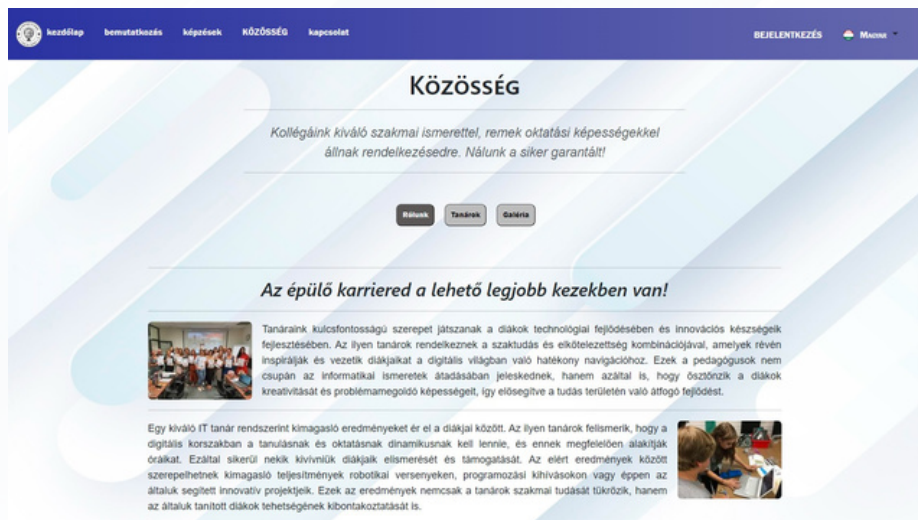 kezdőlap bemutatkozás képzések KÖZÖSSÉG kapcsolat BEJELENTKEZÉS Magyar
Közösség
Kollégáink kiváló szakmai ismerettel, remek oktatási képességekkel
állnak rendelkezésedre. Nálunk a siker garantált!
Rólunk Tanárok Galéria
Az épülő karriered a lehető legjobb kezekben van!
Tanáraink kulcsfontosságú szerepet játszanak a diákok technológiai fejlődésében és innovációs készségeik
fejlesztésében. Az ilyen tanárok rendelkeznek a szaktudás és elkötelezettség kombinációjával, amelyek révén
inspirálják és vezetik diákjaikat a digitális világban való hatékony navigációhoz. Ezek a pedagógusok nem
csupán az informatikai ismeretek átadásában jeleskednek, hanem azáltal is, hogy ösztönzik a diákok
kreativitását és problémamegoldó képességeit, így elősegítve a tudás területén való átfogó fejlődést.
Egy kiváló IT tanár rendszerint kimagasló eredményeket ér el a diákjai között. Az ilyen tanárok felismerik, hogy a
digitális korszakban a tanulásnak és oktatásnak dinamikusnak kell lennie, és ennek megfelelően alakítják
óráikat. Ezáltal sikerül nekik kivívniük diákjaik elismerését és támogatását. Az elért eredmények között
szerepelhetnek kimagasló teljesítmények robotikai versenyeken, programozási kihívásokon vagy éppen az
általuk segített innovatív projektjeik. Ezek az eredmények nemcsak a tanárok szakmai tudását tükrözik, hanem
az általuk tanított diákok tehetségének kibontakoztatását is.